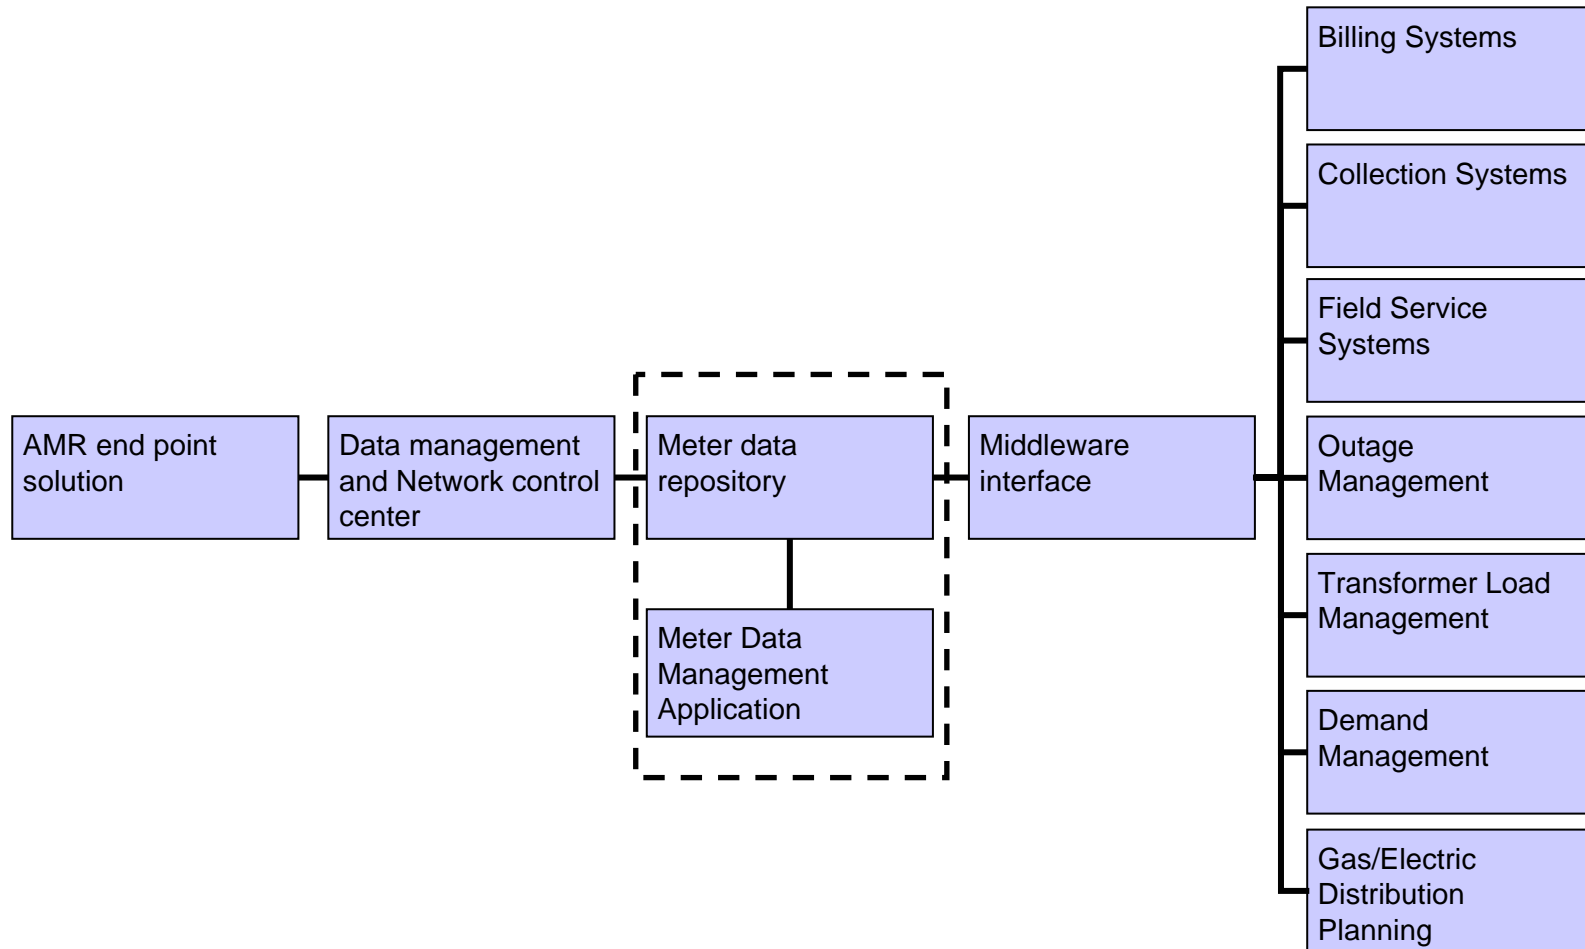 Billing Systems
Collection Systems
Field Service
Systems
AMR end point
solution
Data management
and Network control
center
Meter data
repository
Middleware
interface
Outage
Management
Meter Data
Management
Application
Transformer Load
Management
Demand
Management
Gas/Electric
Distribution
Planning